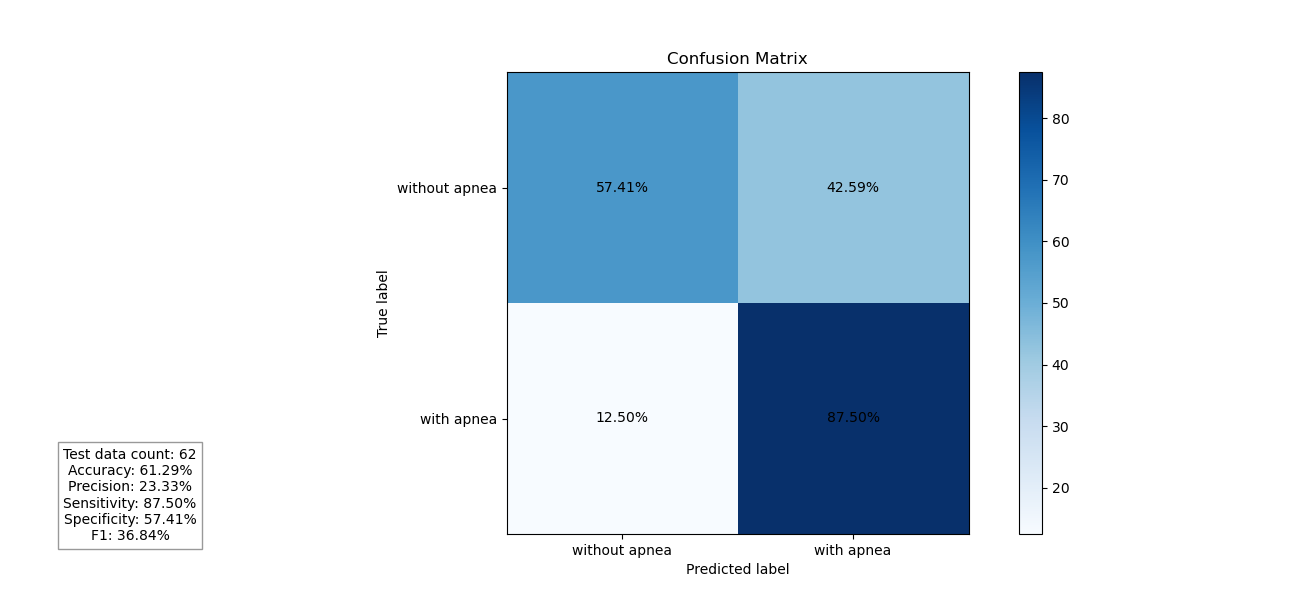 Confusion Matrix
without apnea
57.41%
42.59%
with apnea
12.50%
87.50%
True label
without apnea
with apnea
Predicted label
80
70
60
50
40
30
20
Test data count: 62
Accuracy: 61.29%
Precision: 23.33%
Sensitivity: 87.50%
Specificity: 57.41%
F1: 36.84%